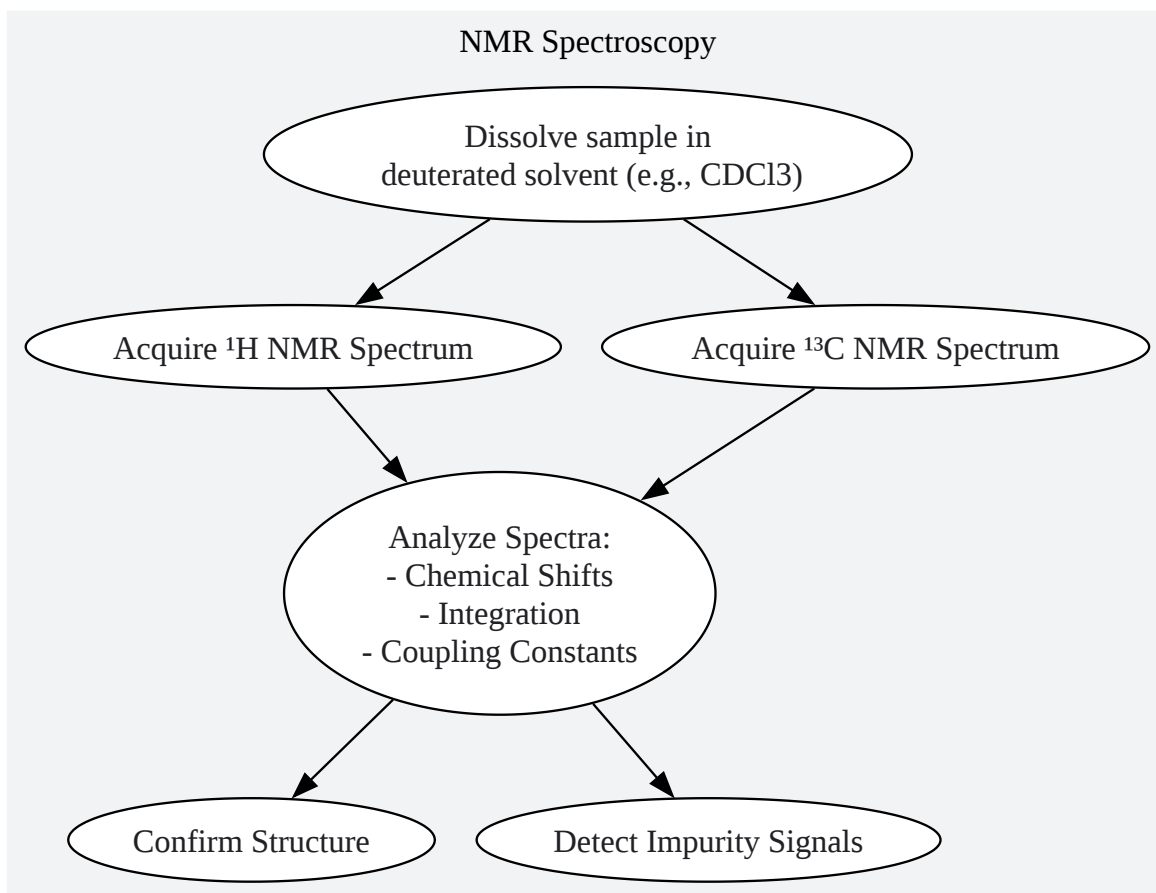 NMR Spectroscopy
Dissolve sample in
deuterated solvent (e.g., CDCl3)
Acquire ¹H NMR Spectrum
Acquire ¹³C NMR Spectrum
Analyze Spectra:
- Chemical Shifts
- Integration
- Coupling Constants
Confirm Structure
Detect Impurity Signals